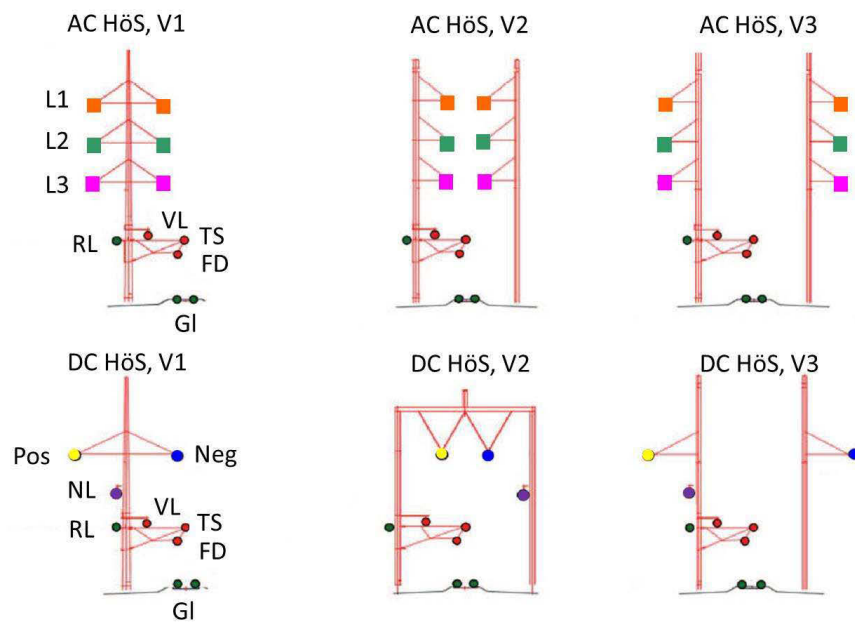 AC HöS, V1
AC HöS, V2
AC HöS, V3
L1
L2
L3
VL
RL
TS
FD
Gl
DC HöS, V1
DC HöS, V2
DC HöS, V3
Pos
Neg
NL
VL
RL
TS
FD
Gl